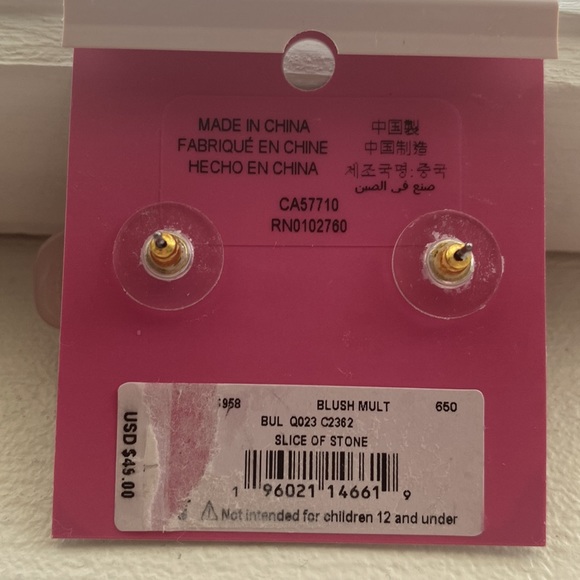 MADE IN CHINA
FABRIQUÉ EN CHINE
HECHO EN CHINA
中国製
中国制造
제조국명:중국
صنع في الصين
CA57710
RN0102760
BLUSH MULT 650
BUL Q023 C2362
SLICE OF STONE
1 96021 14661 9
Not intended for children 12 and under
USD $45.00